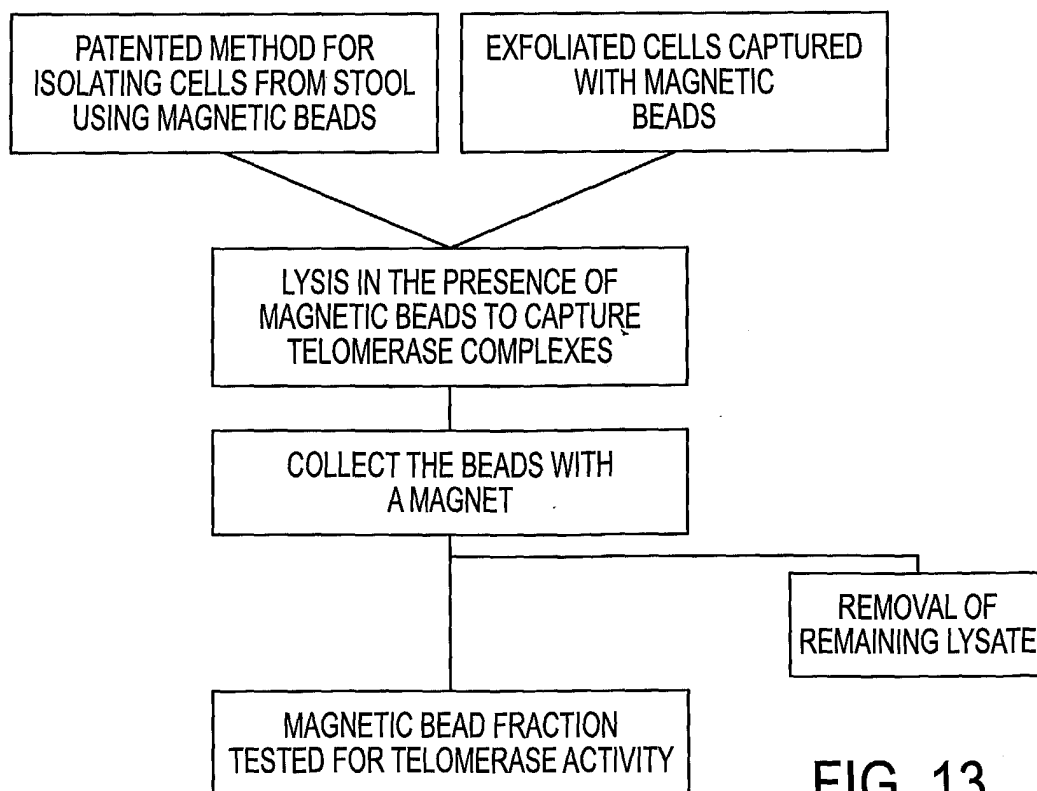 PATENTED METHOD FOR
ISOLATING CELLS FROM STOOL
USING MAGNETIC BEADS
EXFOLIATED CELLS CAPTURED
WITH MAGNETIC
BEADS
LYSIS IN THE PRESENCE OF
MAGNETIC BEADS TO CAPTURE
TELOMERASE COMPLEXES
COLLECT THE BEADS WITH
A MAGNET
REMOVAL OF
REMAINING LYSATE
MAGNETIC BEAD FRACTION
TESTED FOR TELOMERASE ACTIVITY
FIG. 13